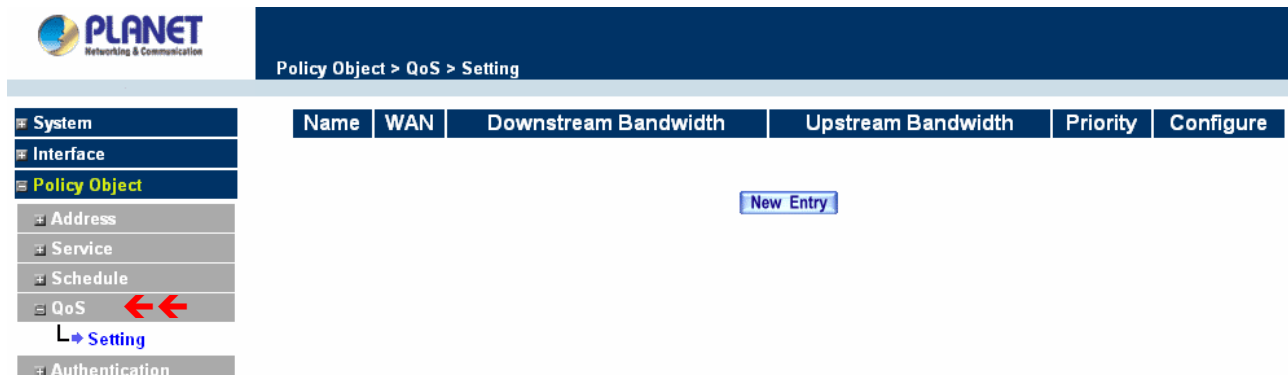 PLANET
Networking & Communication
Policy Object > QoS > Setting
System
Interface
Policy Object
Address
Service
Schedule
QoS
Setting
Authentication
Name WAN Downstream Bandwidth Upstream Bandwidth Priority Configure
New Entry